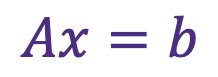 Ax = b